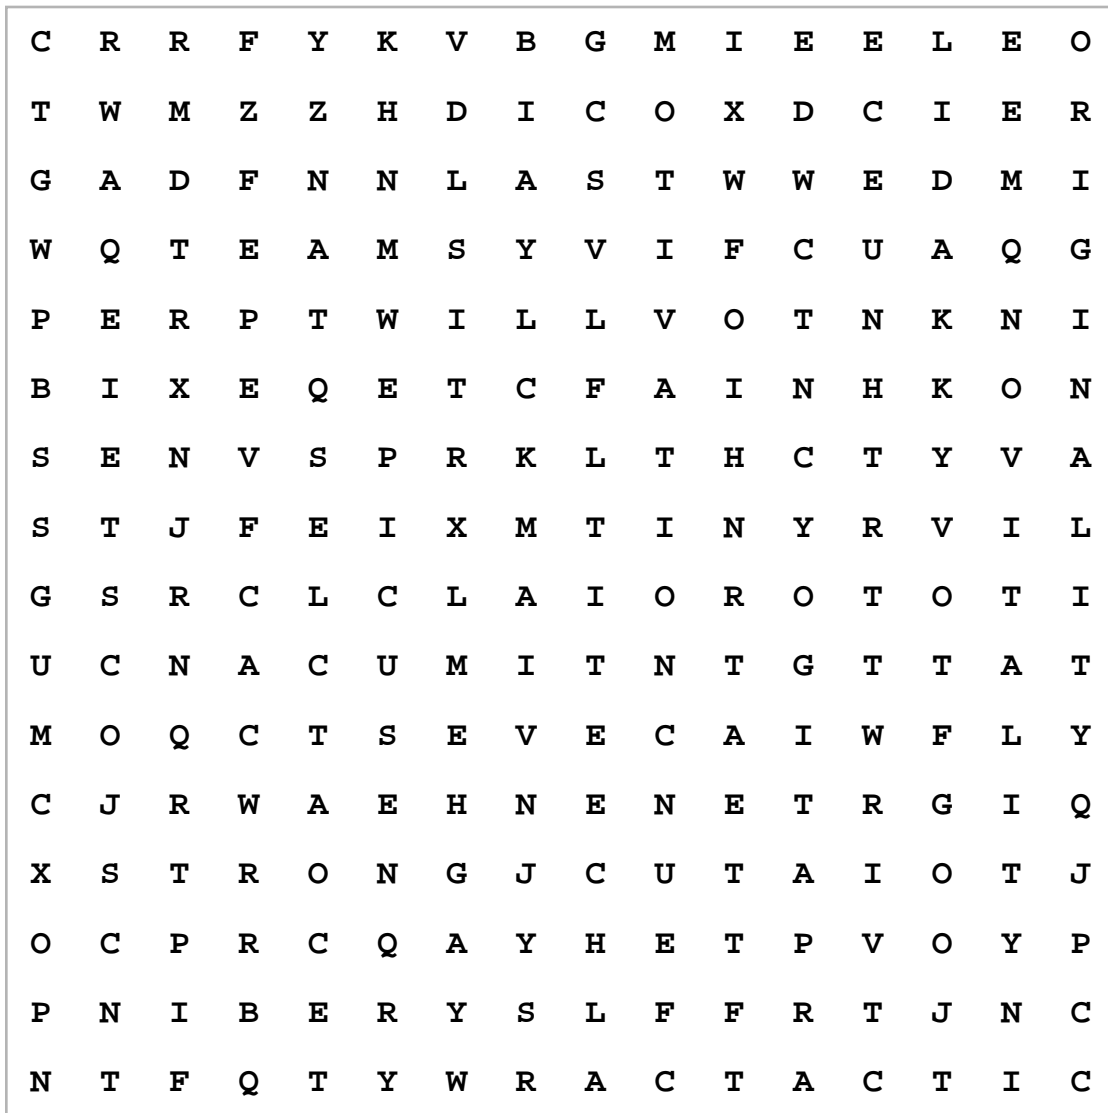 C R R F Y K V B G M I E E L E O
T W M Z Z H D I C O X D C I E R
G A D F N N L A S T W W E D M I
W Q T E A M S Y V I F C U A Q G
P E R P T W I L L V O T N K N I
B I X E Q E T C F A I N H K O N
S E N V S P R K L T H C T Y V A
S T J F E I X M T I N Y R V I L
G S R C L C L A I O R O T O T I
U C N A C U M I T N T G T T A T
M O Q C T S E V E C A I W F L Y
C J R W A E H N E N E T R G I Q
X S T R O N G J C U T A I O T J
O C P R C Q A Y H E T P V O Y P
P N I B E R Y S L F F R T J N C
N T F Q T Y W R A C T A C T I C